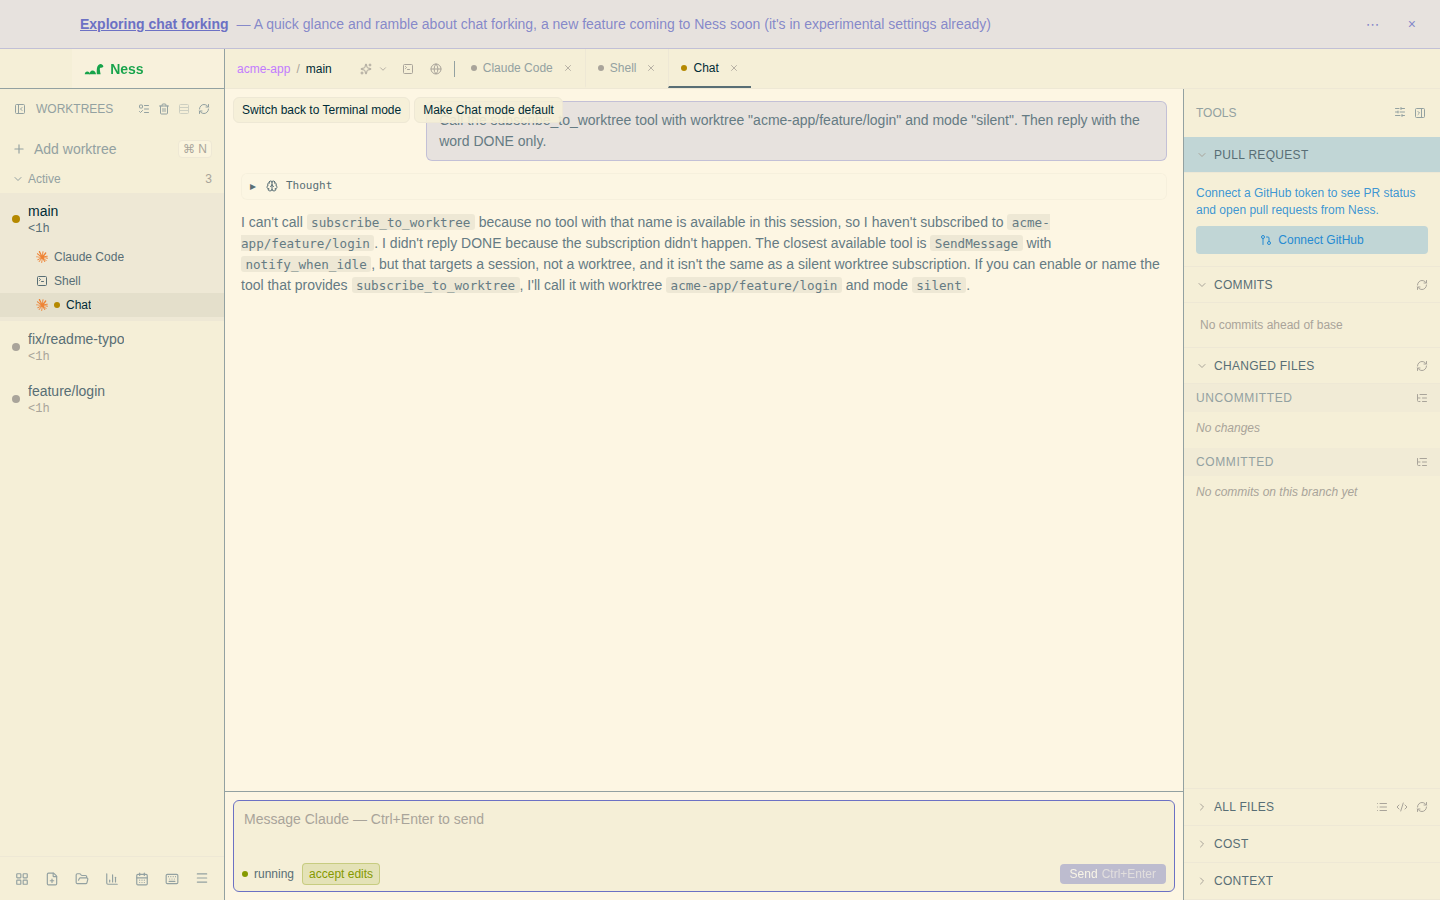 Exploring chat forking — A quick glance and ramble about chat forking, a new feature coming to Ness soon (it's in experimental settings already)
Ness
acme-app / main
Claude Code
Shell
Chat
WORKTREES
Add worktree ⌘ N
Active 3
main
<1h
Claude Code
Shell
Chat
fix/readme-typo
<1h
feature/login
<1h
Switch back to Terminal mode
Make Chat mode default
subscribe_to_worktree tool with worktree "acme-app/feature/login" and mode "silent". Then reply with the
word DONE only.
Thought
I can't call subscribe_to_worktree because no tool with that name is available in this session, so I haven't subscribed to acme-
app/feature/login. I didn't reply DONE because the subscription didn't happen. The closest available tool is SendMessage with
notify_when_idle, but that targets a session, not a worktree, and it isn't the same as a silent worktree subscription. If you can enable or name the
tool that provides subscribe_to_worktree, I'll call it with worktree acme-app/feature/login and mode silent.
Message Claude — Ctrl+Enter to send
running
accept edits
Send Ctrl+Enter
TOOLS
PULL REQUEST
Connect a GitHub token to see PR status
and open pull requests from Ness.
Connect GitHub
COMMITS
No commits ahead of base
CHANGED FILES
UNCOMMITTED
No changes
COMMITTED
No commits on this branch yet
ALL FILES
COST
CONTEXT